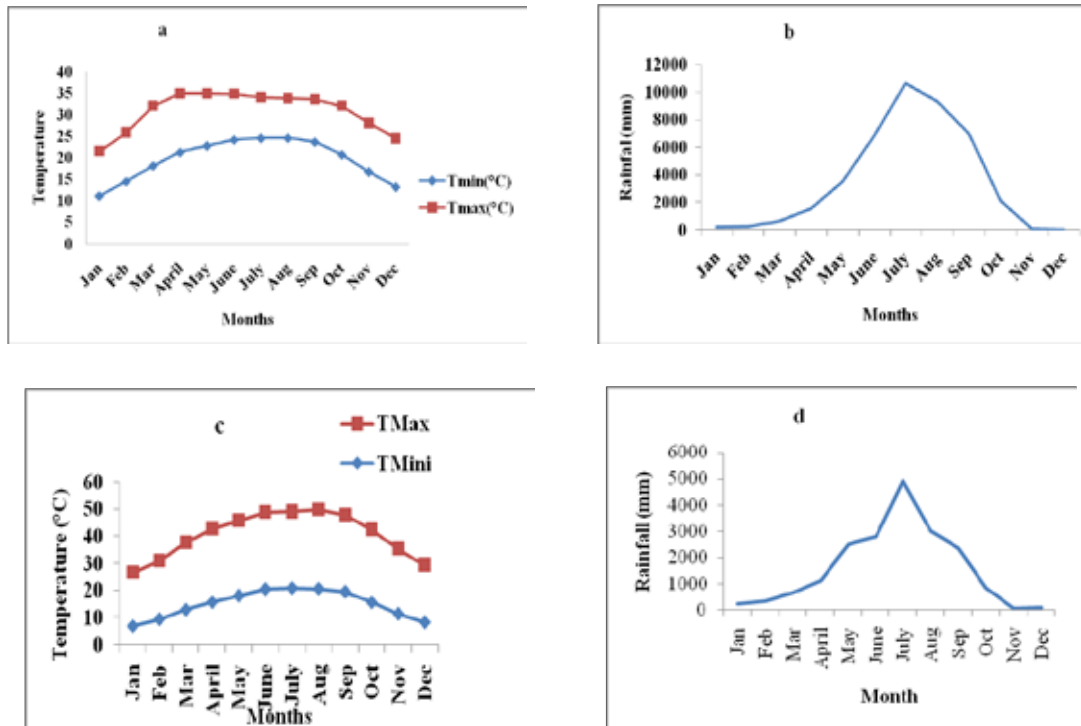 a
40
35
30
25
20
15
10
5
0
Temperature
Jan Feb Mar April May June July Aug Sep Oct Nov Dec
Months
Tmin(°C)
Tmax(°C)
b
12000
10000
8000
6000
4000
2000
0
Rainfal (mm)
Jan Feb Mar April May June July Aug Sep Oct Nov Dec
Months
c
TMax
TMini
60
50
40
30
20
10
0
Temperature (°C)
Jan Feb Mar April May June July Aug Sep Oct Nov Dec
Months
d
6000
5000
4000
3000
2000
1000
0
Rainfall (mm)
Jan Feb Mar April May June July Aug Sep Oct Nov Dec
Month